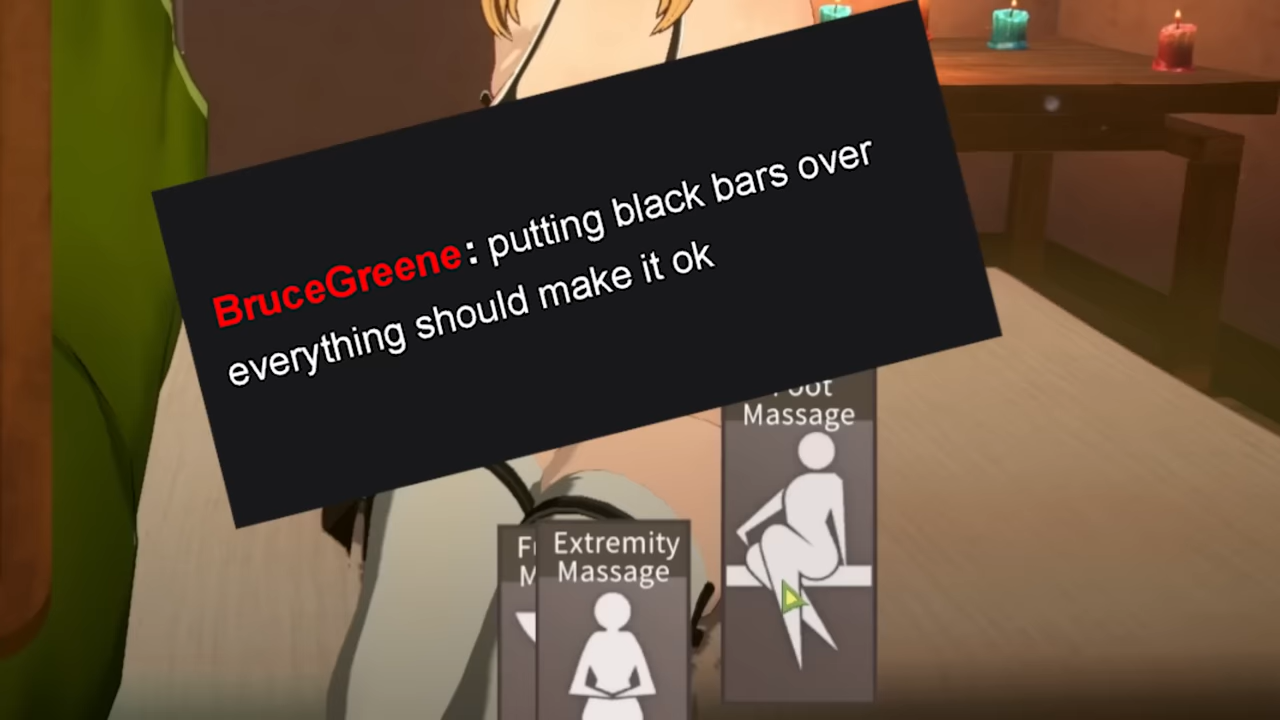 BruceGreene: putting black bars over
everything should make it ok
Massage
Extremity
Massage